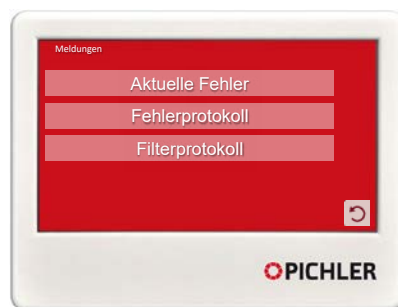 Meldungen
Aktuelle Fehler
Fehlerprotokoll
Filterprotokoll
PICHLER